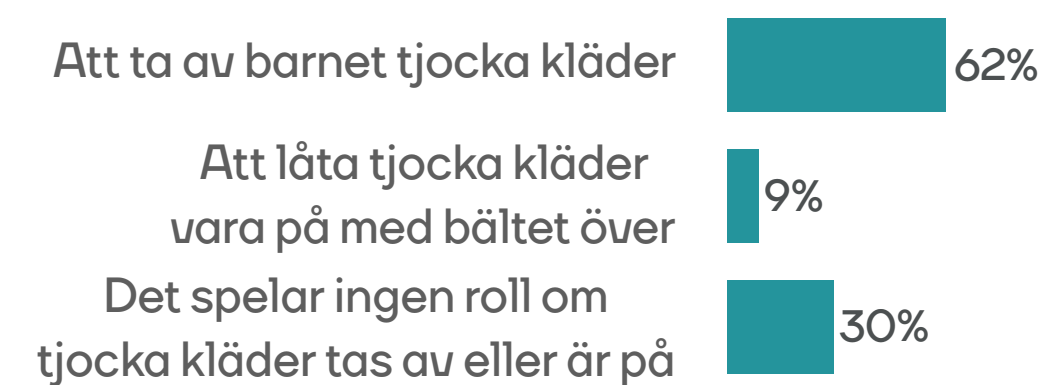 Att ta av barnet tjocka kläder
62%
Att låta tjocka kläder
vara på med bältet över
9%
Det spelar ingen roll om
tjocka kläder tas av eller är på
30%